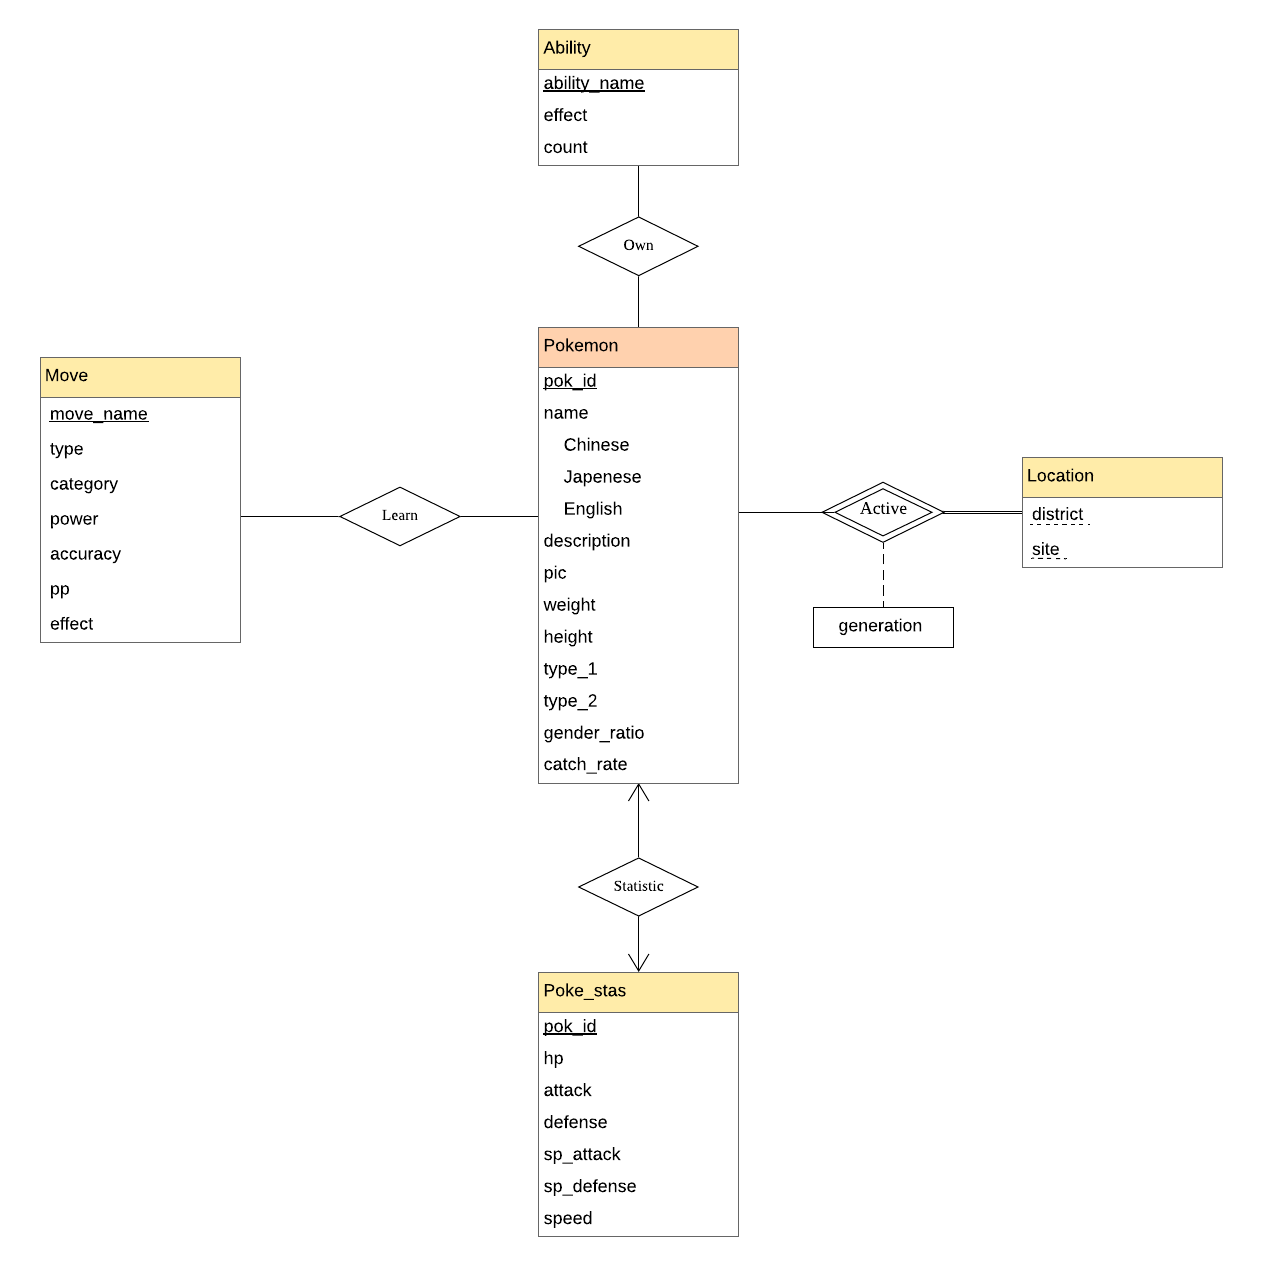 Ability
ability_name
effect
count
Own
Move
move_name
type
category
power
accuracy
pp
effect
Learn
Pokemon
pok_id
name
Chinese
Japenese
English
description
pic
weight
height
type_1
type_2
gender_ratio
catch_rate
Active
generation
Location
district
site
Statistic
Poke_stas
pok_id
hp
attack
defense
sp_attack
sp_defense
speed